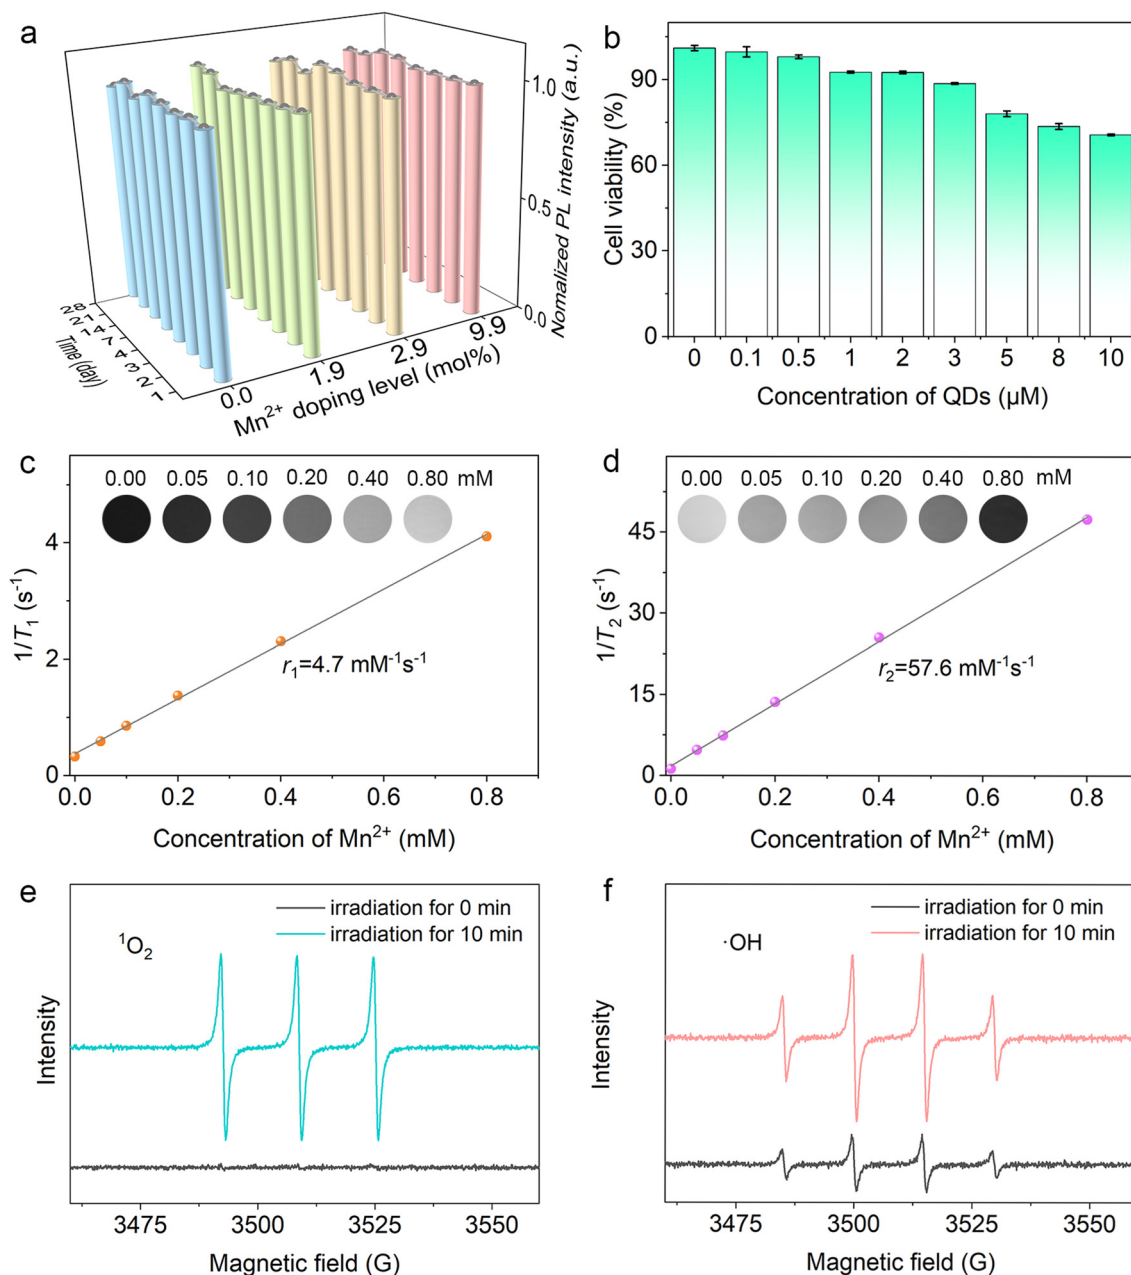 a
1.0
0.5
0.0
Nomalized PL intensity (a.u.)
28
21
14
7
4
3
2
1
Time (day)
0.0
1.9
2.9
9.9
Mn²⁺ doping level (mol%)
b
90
60
30
0
Cell viability (%)
0 0.1 0.5 1 2 3 5 8 10
Concentration of QDs (µM)
c
0.00 0.05 0.10 0.20 0.40 0.80 mM
4
2
0
1/T₁ (s⁻¹)
r₁=4.7 mM⁻¹s⁻¹
0.0 0.2 0.4 0.6 0.8
Concentration of Mn²⁺ (mM)
d
0.00 0.05 0.10 0.20 0.40 0.80 mM
45
30
15
0
1/T₂ (s⁻¹)
r₂=57.6 mM⁻¹s⁻¹
0.0 0.2 0.4 0.6 0.8
Concentration of Mn²⁺ (mM)
e
irradiation for 0 min
irradiation for 10 min
¹O₂
Intensity
3475 3500 3525 3550
Magnetic field (G)
f
irradiation for 0 min
irradiation for 10 min
·OH
Intensity
3475 3500 3525 3550
Magnetic field (G)